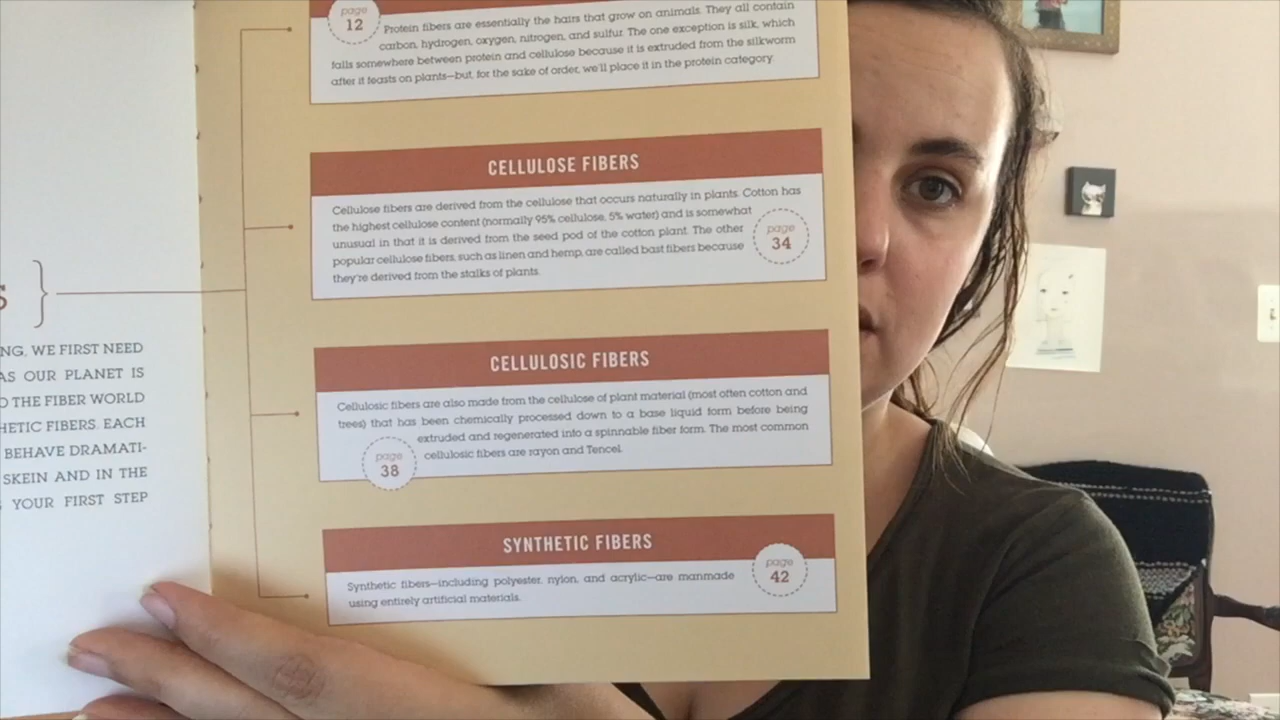 page
12
Protein fibers are essentially the hairs that grow on animals. They all contain
carbon, hydrogen, oxygen, nitrogen, and sulfur. The one exception is silk, which
falls somewhere between protein and cellulose because it is extruded from the silkworm
after it feasts on plants—but, for the sake of order, we'll place it in the protein category.
CELLULOSE FIBERS
Cellulose fibers are derived from the cellulose that occurs naturally in plants. Cotton has
the highest cellulose content (normally 95% cellulose, 5% water) and is somewhat
unusual in that it is derived from the seed pod of the cotton plant. The other
popular cellulose fibers, such as linen and hemp, are called bast fibers because
they're derived from the stalks of plants.
page
34
CELLULOSIC FIBERS
Cellulosic fibers are also made from the cellulose of plant material (most often cotton and
trees) that has been chemically processed down to a base liquid form before being
extruded and regenerated into a spinnable fiber form. The most common
cellulosic fibers are rayon and Tencel.
page
38
SYNTHETIC FIBERS
Synthetic fibers—including polyester, nylon, and acrylic—are manmade
using entirely artificial materials.
page
42
S
NG, WE FIRST NEED
AS OUR PLANET IS
O THE FIBER WORLD
HETIC FIBERS. EACH
BEHAVE DRAMATI-
SKEIN AND IN THE
YOUR FIRST STEP